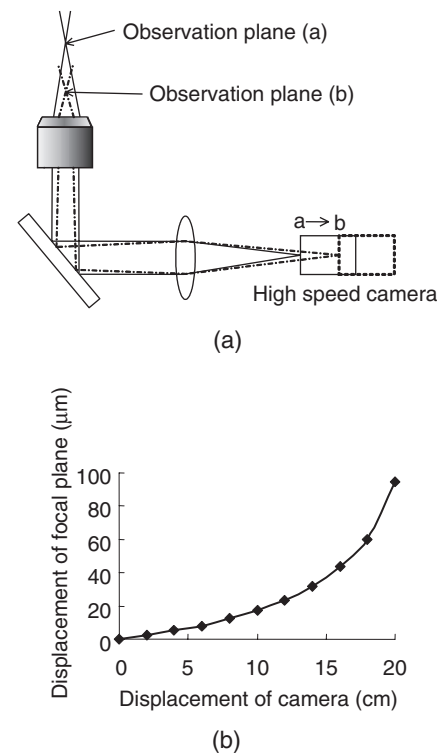 Observation plane (a)
Observation plane (b)
a→b
High speed camera
(a)
Displacement of focal plane (μm)
100
80
60
40
20
0
0 5 10 15 20
Displacement of camera (cm)
(b)